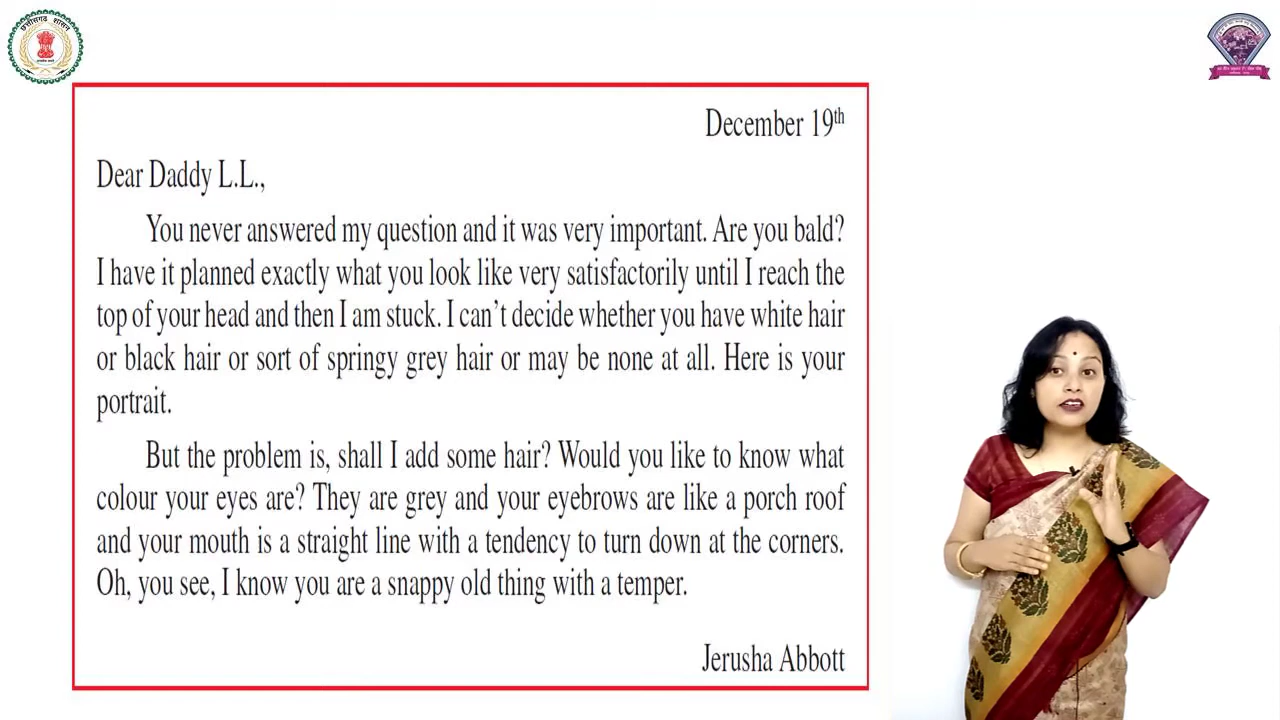 छत्तीसगढ़ शासन
December 19th
Dear Daddy L.L.,
You never answered my question and it was very important. Are you bald?
I have it planned exactly what you look like very satisfactorily until I reach the
top of your head and then I am stuck. I can’t decide whether you have white hair
or black hair or sort of springy grey hair or may be none at all. Here is your
portrait.
But the problem is, shall I add some hair? Would you like to know what
colour your eyes are? They are grey and your eyebrows are like a porch roof
and your mouth is a straight line with a tendency to turn down at the corners.
Oh, you see, I know you are a snappy old thing with a temper.
Jerusha Abbott